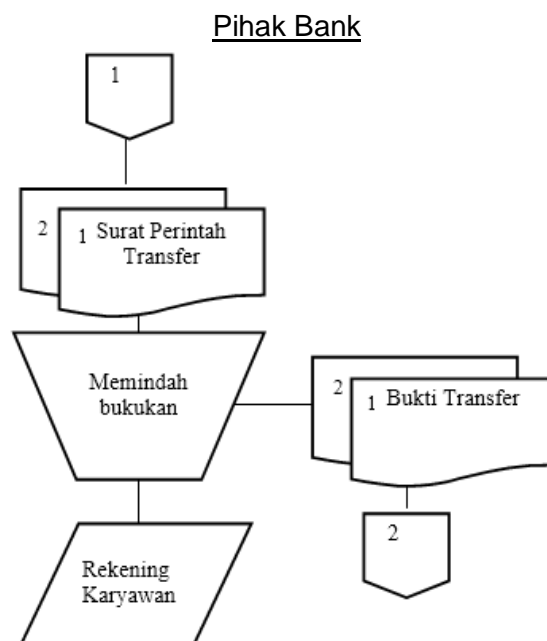 Pihak Bank
1
2
1 Surat Perintah
Transfer
Memindah
bukukan
2
1 Bukti Transfer
2
Rekening
Karyawan